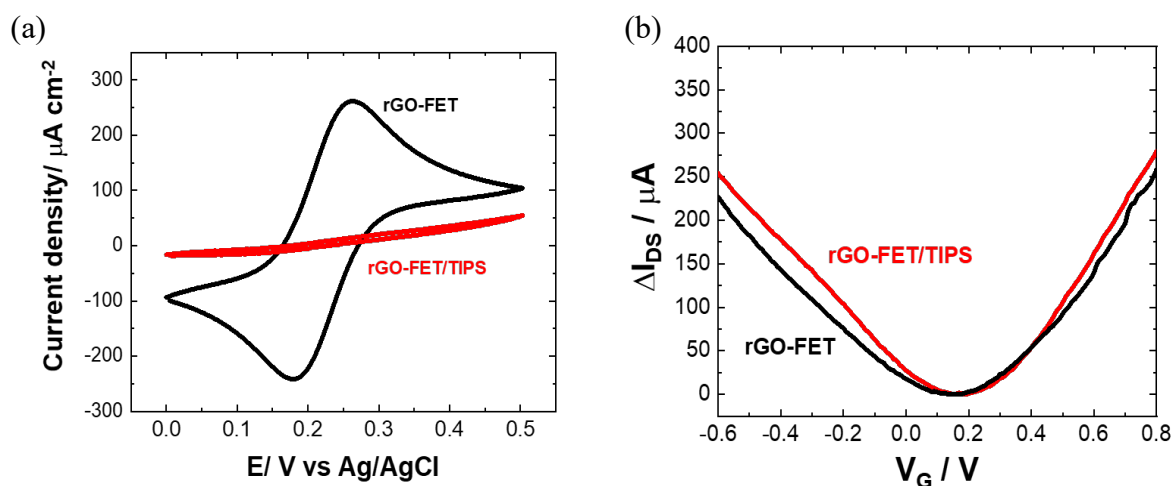 (a)
Current density/ μA cm-2
300
250
200
100
0
-100
-200
-300
rGO-FET
rGO-FET/TIPS
0.0 0.1 0.2 0.3 0.4 0.5
E/ V vs Ag/AgCl
(b)
ΔIDS / μA
400
350
300
250
200
150
100
50
0
rGO-FET/TIPS
rGO-FET
-0.6 -0.4 -0.2 0.0 0.2 0.4 0.6 0.8
VG / V